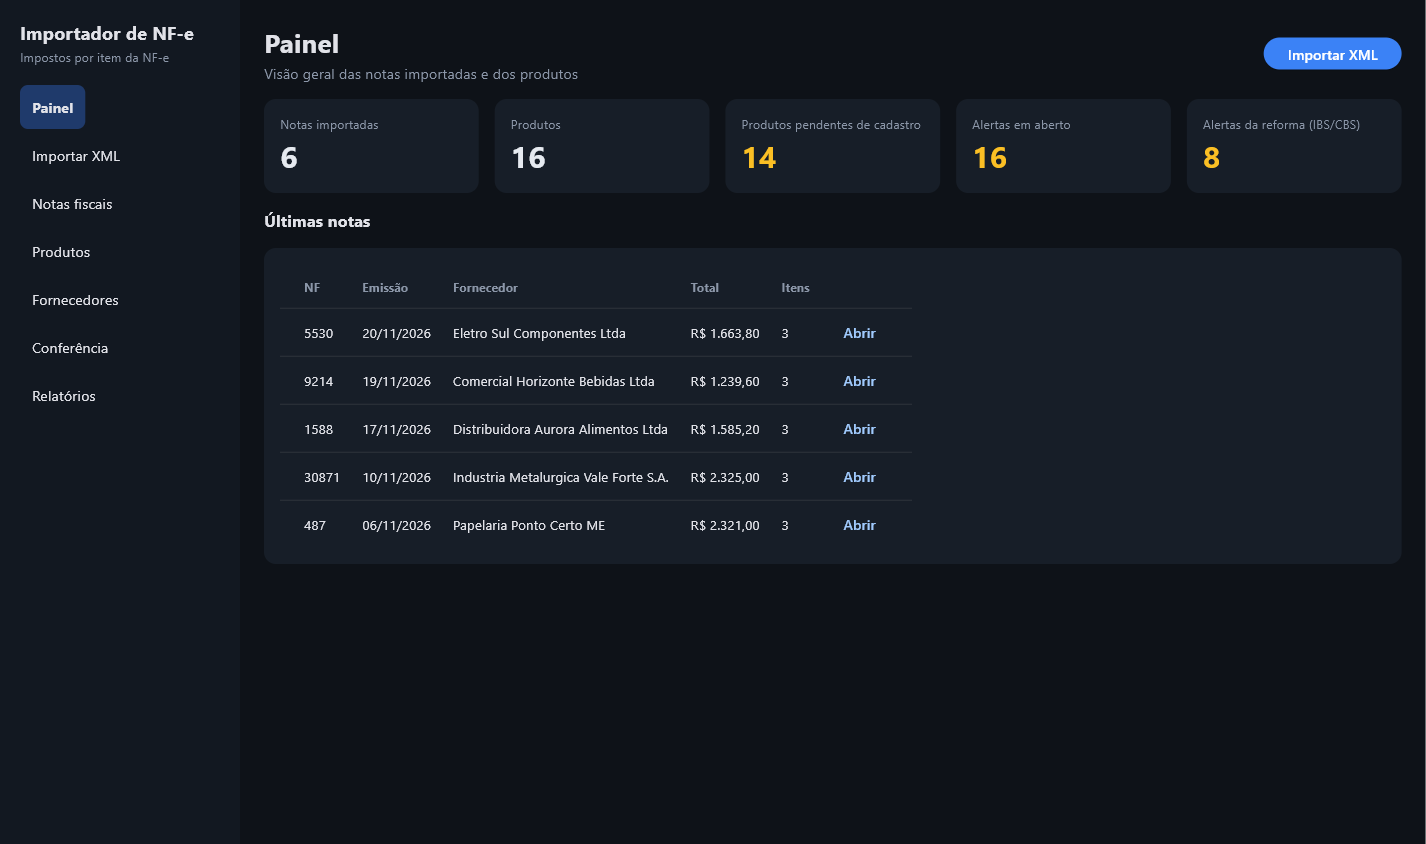 Importador de NF-e
Impostos por item da NF-e
Painel
Importar XML
Notas fiscais
Produtos
Fornecedores
Conferência
Relatórios
Painel
Visão geral das notas importadas e dos produtos
Importar XML
Notas importadas
6
Produtos
16
Produtos pendentes de cadastro
14
Alertas em aberto
16
Alertas da reforma (IBS/CBS)
8
Últimas notas
NF Emissão Fornecedor Total Itens
5530 20/11/2026 Eletro Sul Componentes Ltda R$ 1.663,80 3 Abrir
9214 19/11/2026 Comercial Horizonte Bebidas Ltda R$ 1.239,60 3 Abrir
1588 17/11/2026 Distribuidora Aurora Alimentos Ltda R$ 1.585,20 3 Abrir
30871 10/11/2026 Industria Metalurgica Vale Forte S.A. R$ 2.325,00 3 Abrir
487 06/11/2026 Papelaria Ponto Certo ME R$ 2.321,00 3 Abrir